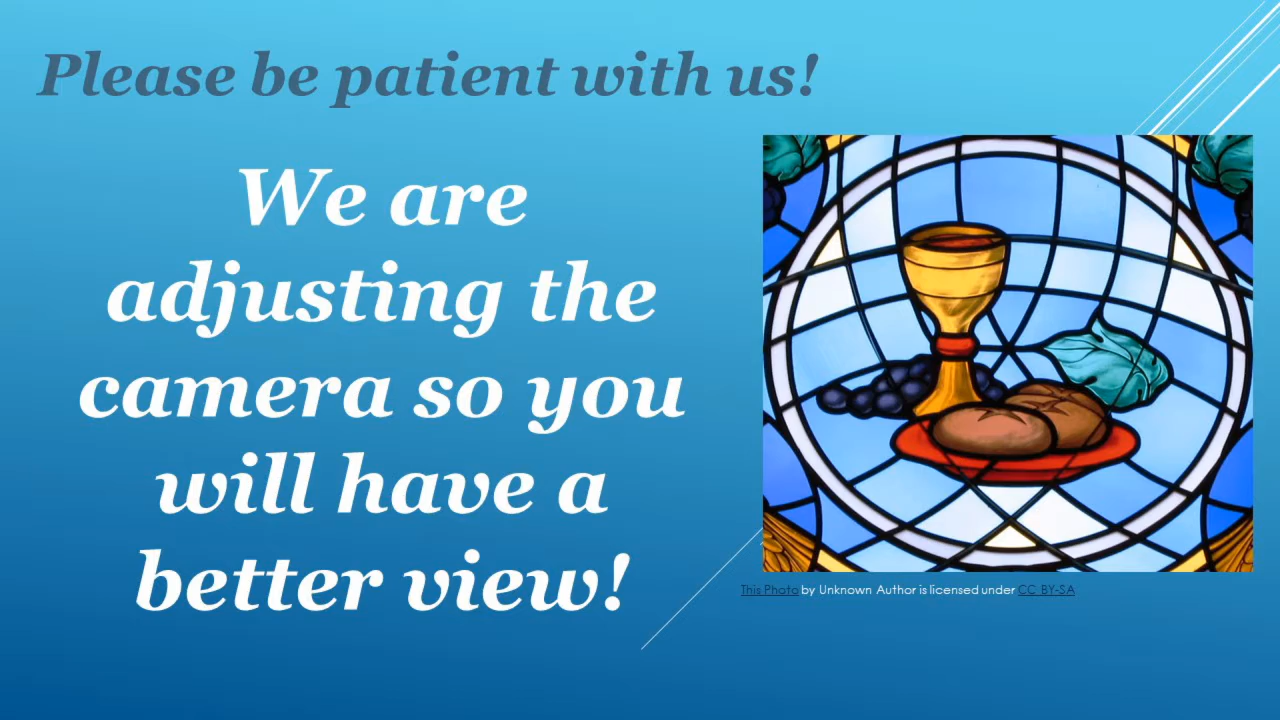 Please be patient with us!
We are
adjusting the
camera so you
will have a
better view!
This Photo by Unknown Author is licensed under CC BY-SA